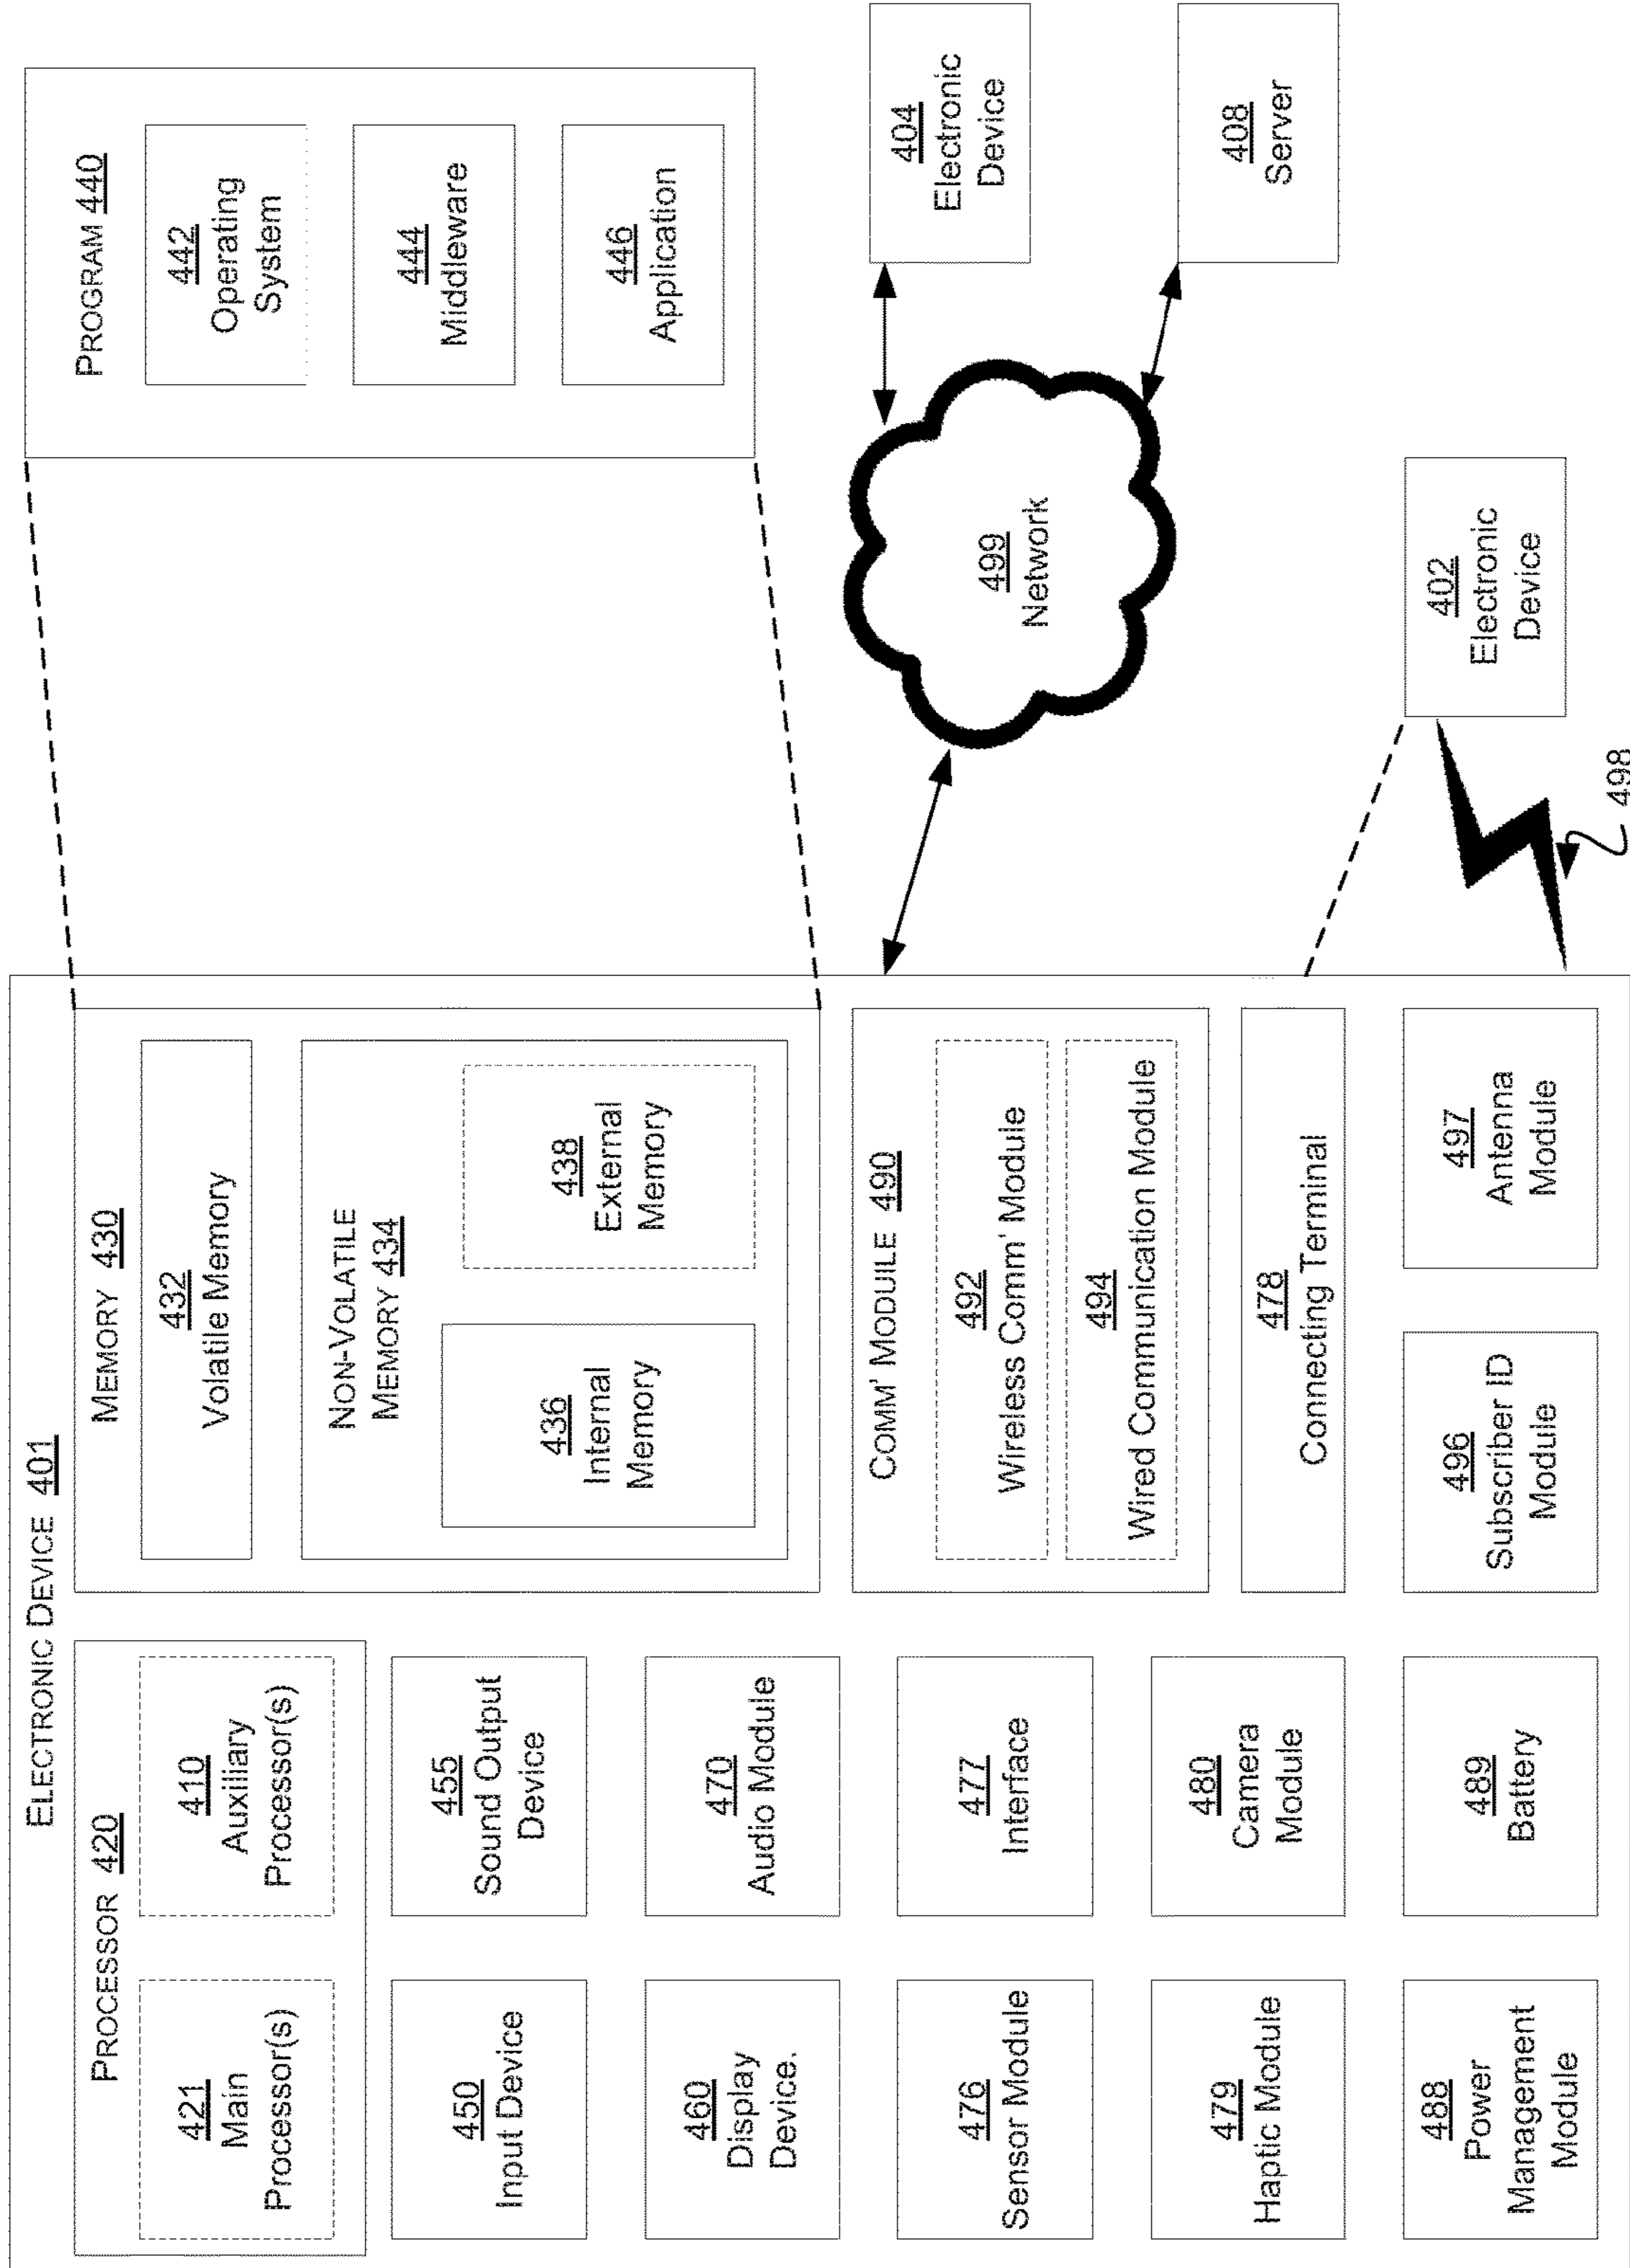 ELECTRONIC DEVICE 401
PROCESSOR 420
421
Main
Processor(s)
410
Auxiliary
Processor(s)
450
Input Device
455
Sound Output
Device
460
Display
Device.
470
Audio Module
476
Sensor Module
477
Interface
479
Haptic Module
480
Camera
Module
488
Power
Management
Module
489
Battery
MEMORY 430
432
Volatile Memory
NON-VOLATILE
MEMORY 434
436
Internal
Memory
438
External
Memory
COMM' MODUILE 490
492
Wireless Comm' Module
494
Wired Communication Module
478
Connecting Terminal
496
Subscriber ID
Module
497
Antenna
Module
PROGRAM 440
442
Operating
System
444
Middleware
446
Application
499
Network
404
Electronic
Device
408
Server
402
Electronic
Device
498